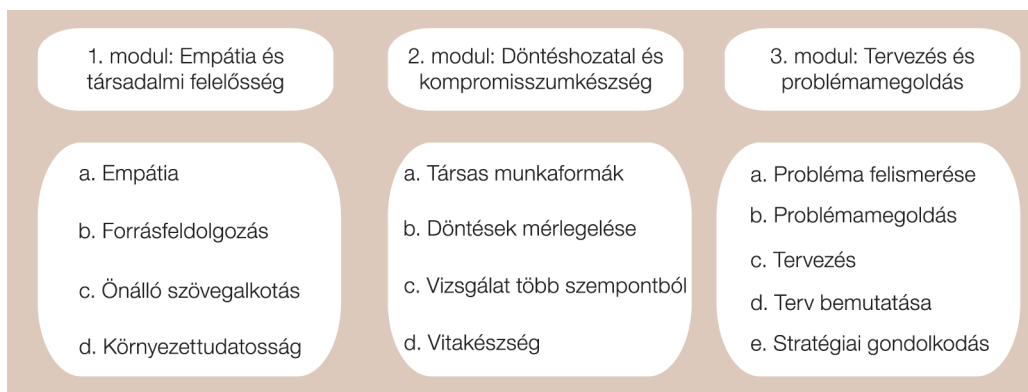 1. modul: Empátia és
társadalmi felelősség
a. Empátia
b. Forrásfeldolgozás
c. Önálló szövegalkotás
d. Környezettudatosság
2. modul: Döntéshozatal és
kompromisszumkészség
a. Társas munkaformák
b. Döntések mérlegelése
c. Vizsgálat több szempontból
d. Vitakészség
3. modul: Tervezés és
problémamegoldás
a. Probléma felismerése
b. Problémamegoldás
c. Tervezés
d. Terv bemutatása
e. Stratégiai gondolkodás